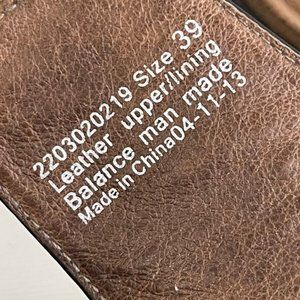 2203020219 Size 39
Leather upper/lining
Balance man made
Made in China04-11-13